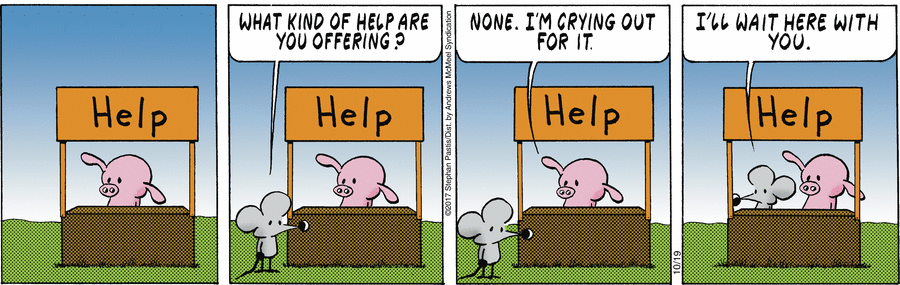 Help
WHAT KIND OF HELP ARE
YOU OFFERING?
Help
©2017 Stephan Pastis/Dist. by Andrews McMeel Syndication
NONE. I'M CRYING OUT
FOR IT.
Help
10/19
I'LL WAIT HERE WITH
YOU.
Help